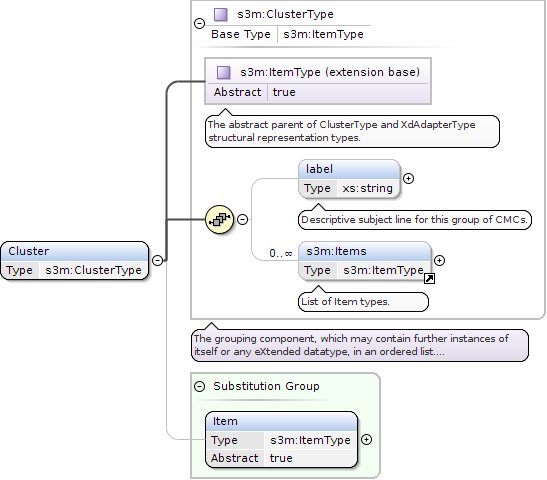 s3m:ClusterType
Base Type s3m:ItemType
s3m:ItemType (extension base)
Abstract true
The abstract parent of ClusterType and XdAdapterType
structural representation types.
label
Type xs:string
Descriptive subject line for this group of CMCs.
0..∞
s3m:Items
Type s3m:ItemType
List of Item types.
Cluster
Type s3m:ClusterType
The grouping component, which may contain further instances of
itself or any eXtended datatype, in an ordered list....
Substitution Group
Item
Type s3m:ItemType
Abstract true